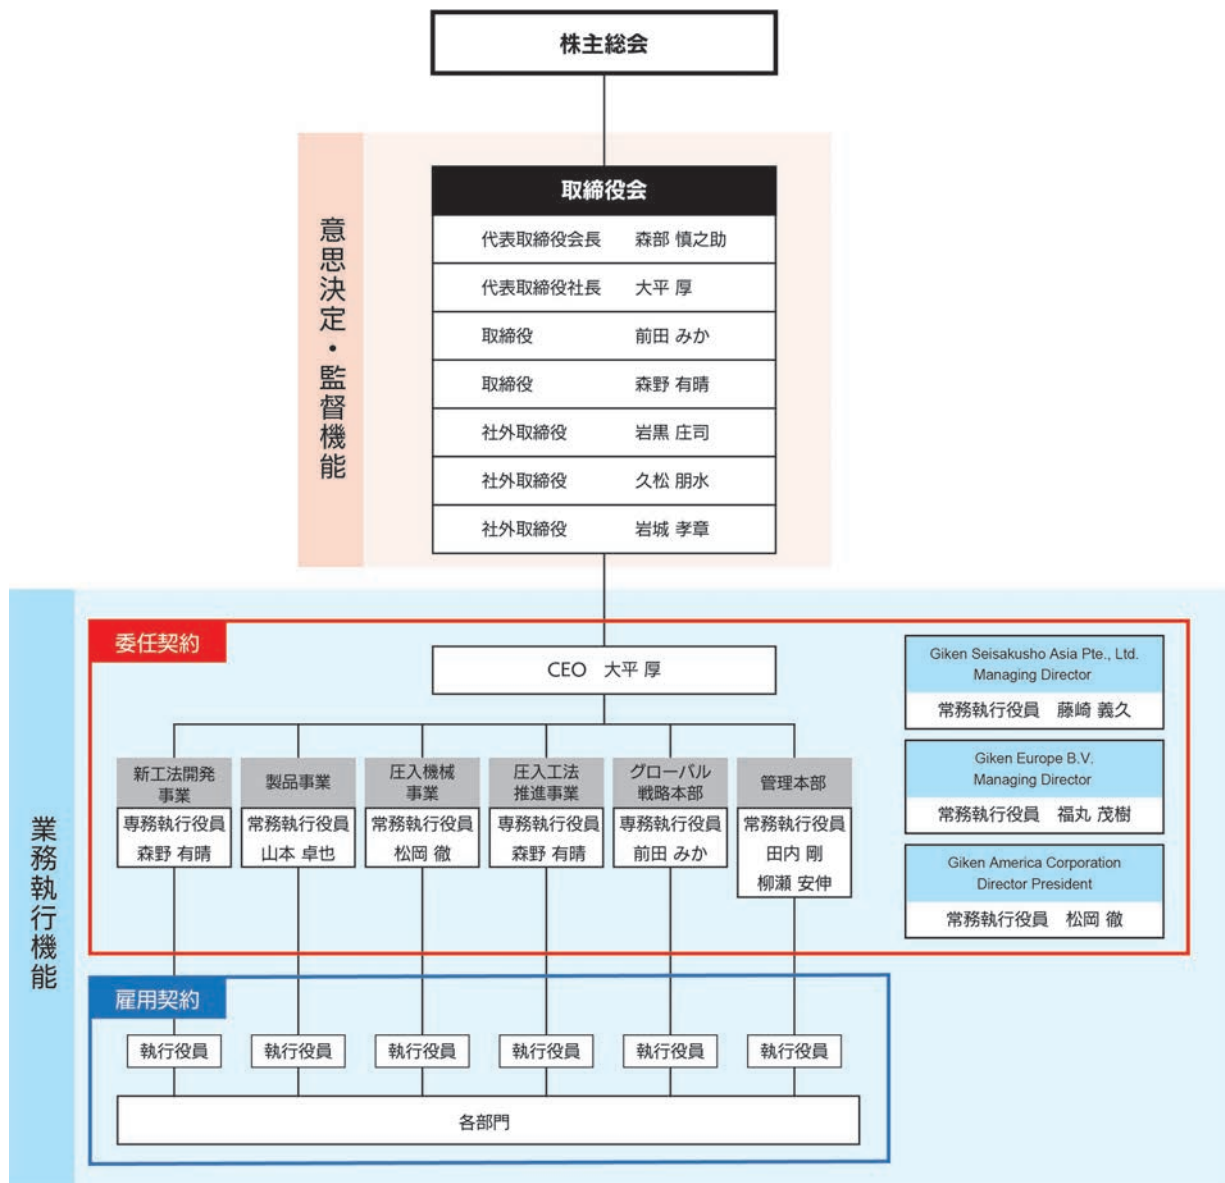 株主総会
意思決定・監督機能
取締役会
代表取締役会長 森部 慎之助
代表取締役社長 大平 厚
取締役 前田 みか
取締役 森野 有晴
社外取締役 岩黒 庄司
社外取締役 久松 朋水
社外取締役 岩城 孝章
業務執行機能
委任契約
CEO 大平 厚
新工法開発
事業
専務執行役員
森野 有晴
製品事業
常務執行役員
山本 卓也
圧入機械
事業
常務執行役員
松岡 徹
圧入工法
推進事業
専務執行役員
森野 有晴
グローバル
戦略本部
専務執行役員
前田 みか
管理本部
常務執行役員
田内 剛
柳瀬 安伸
Giken Seisakusho Asia Pte., Ltd.
Managing Director
常務執行役員 藤崎 義久
Giken Europe B.V.
Managing Director
常務執行役員 福丸 茂樹
Giken America Corporation
Director President
常務執行役員 松岡 徹
雇用契約
執行役員
執行役員
執行役員
執行役員
執行役員
執行役員
各部門